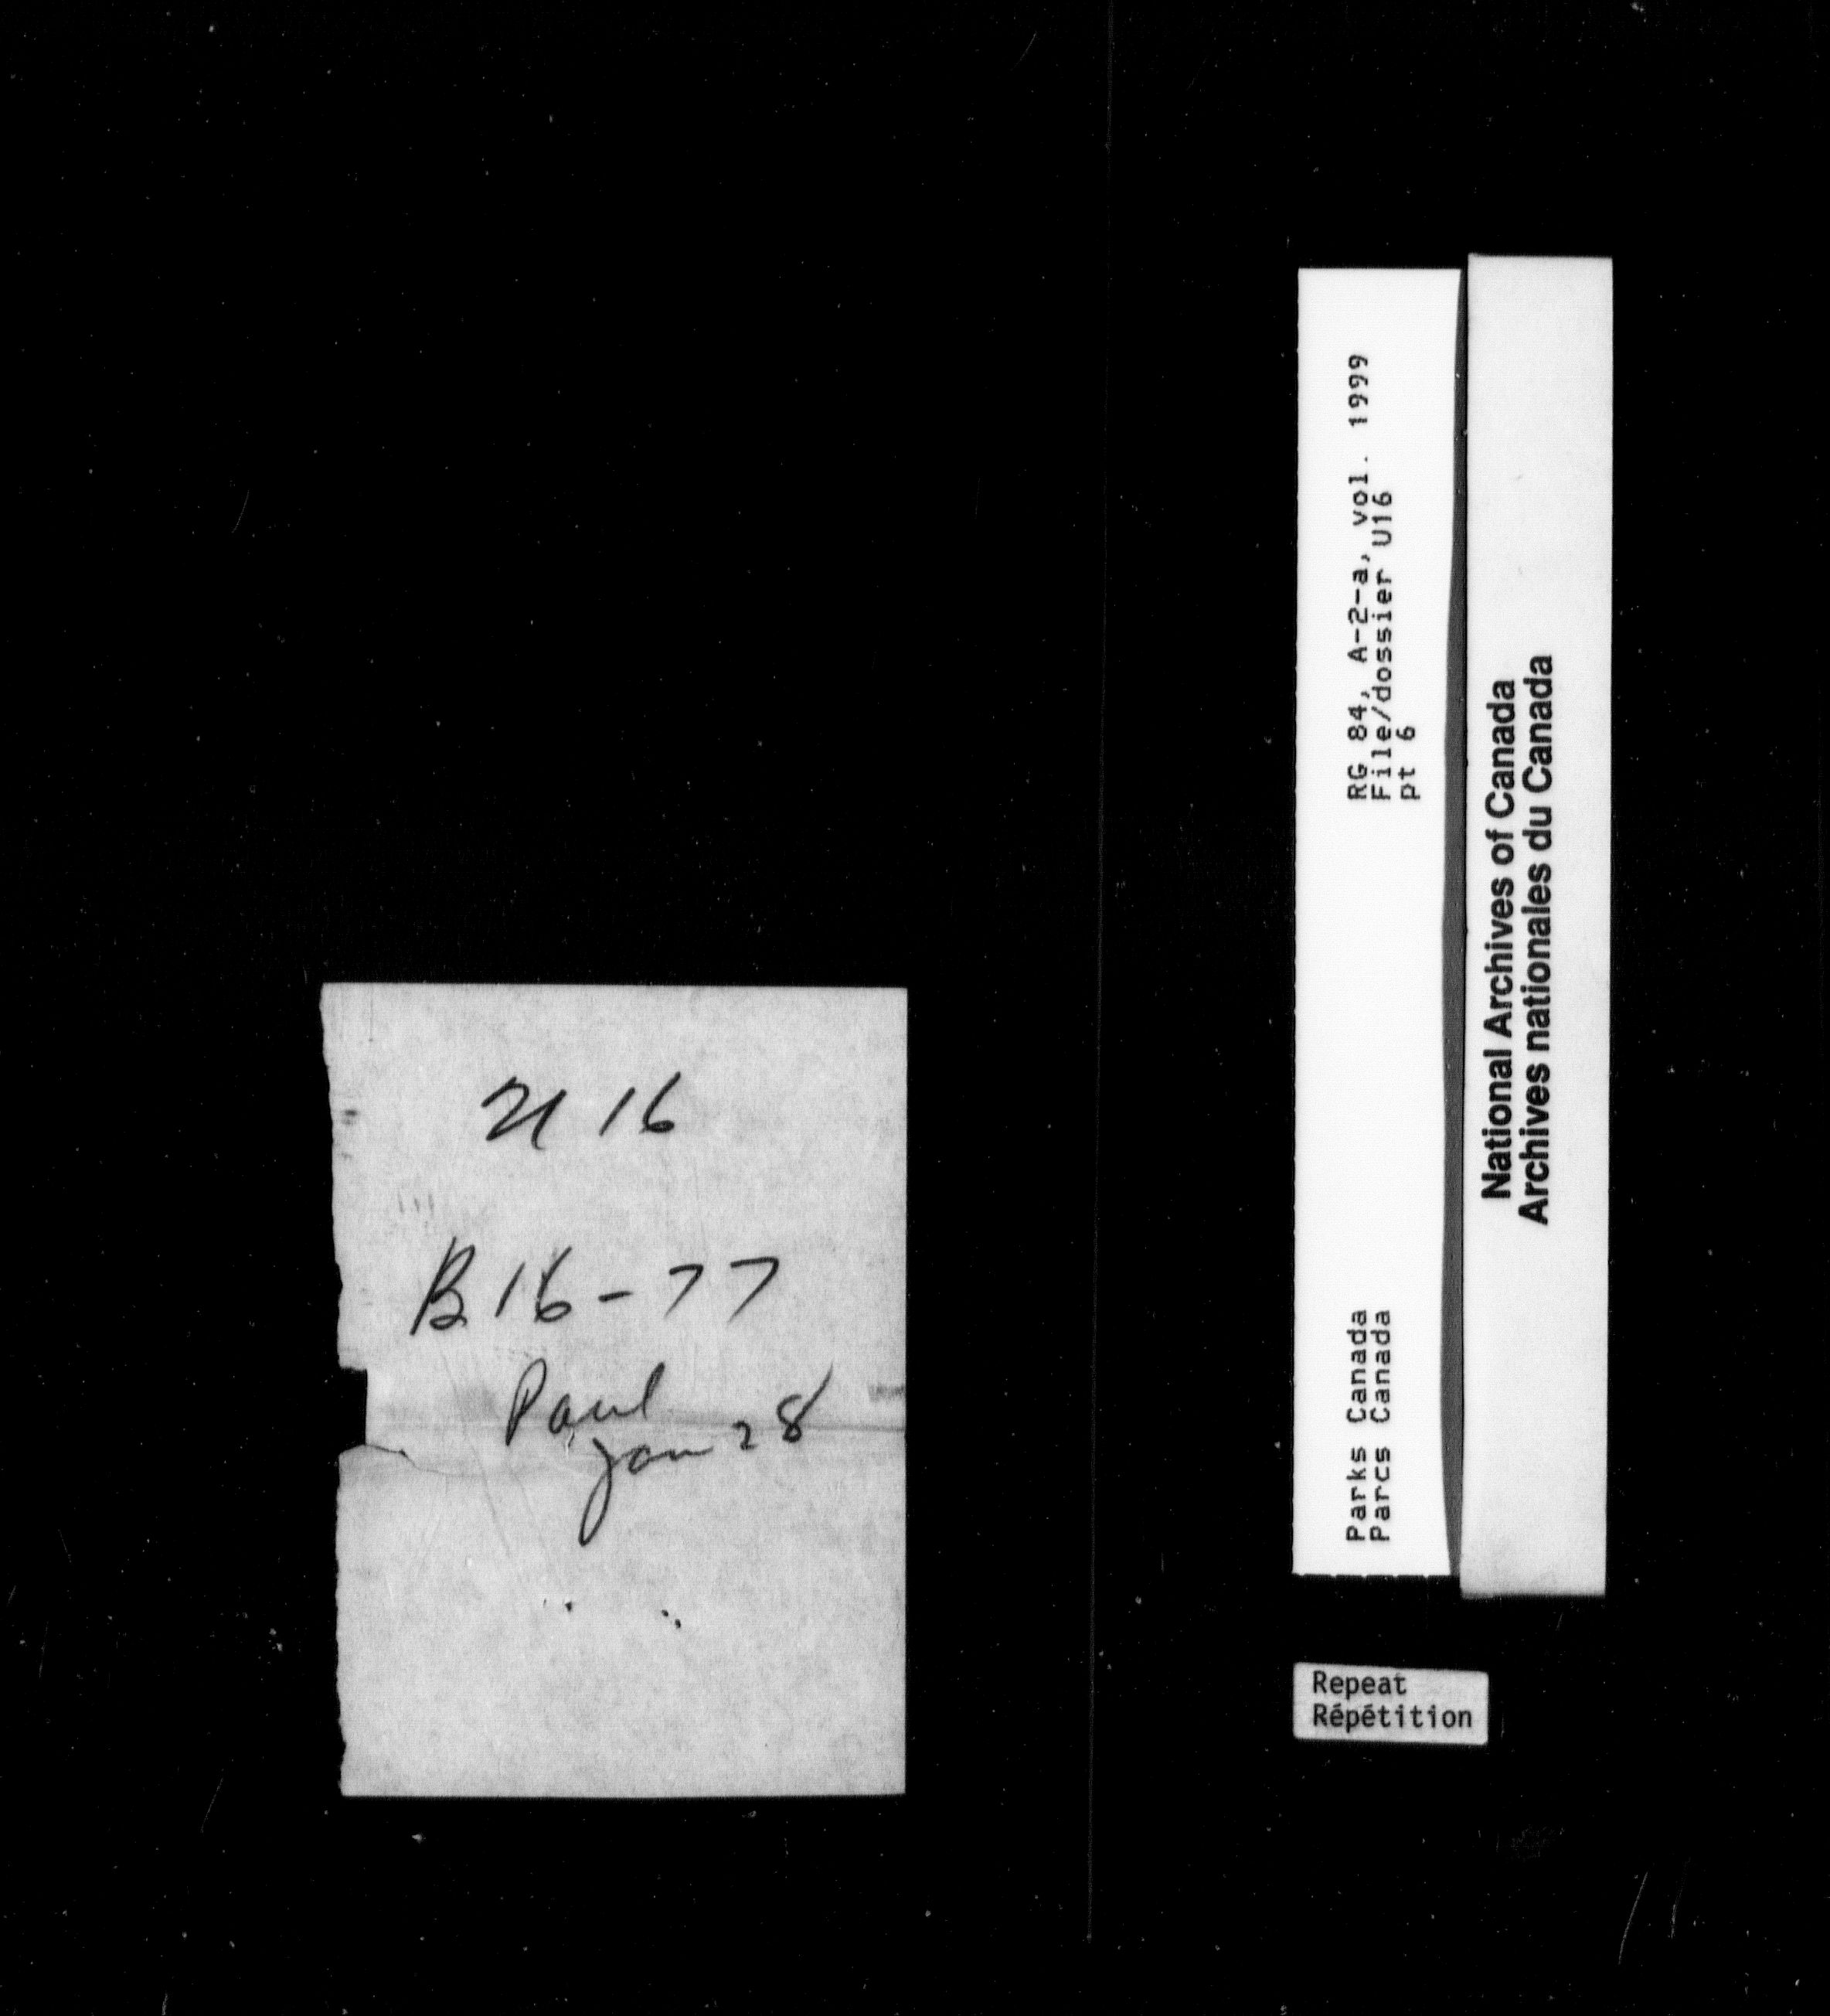 U 16
B 16-77
Paul
Jan 28
Parks Canada
Parcs Canada
RG 84, A-2-a, vol. 1999
File/dossier U16
pt 6
National Archives of Canada
Archives nationales du Canada
Repeat
Répétition